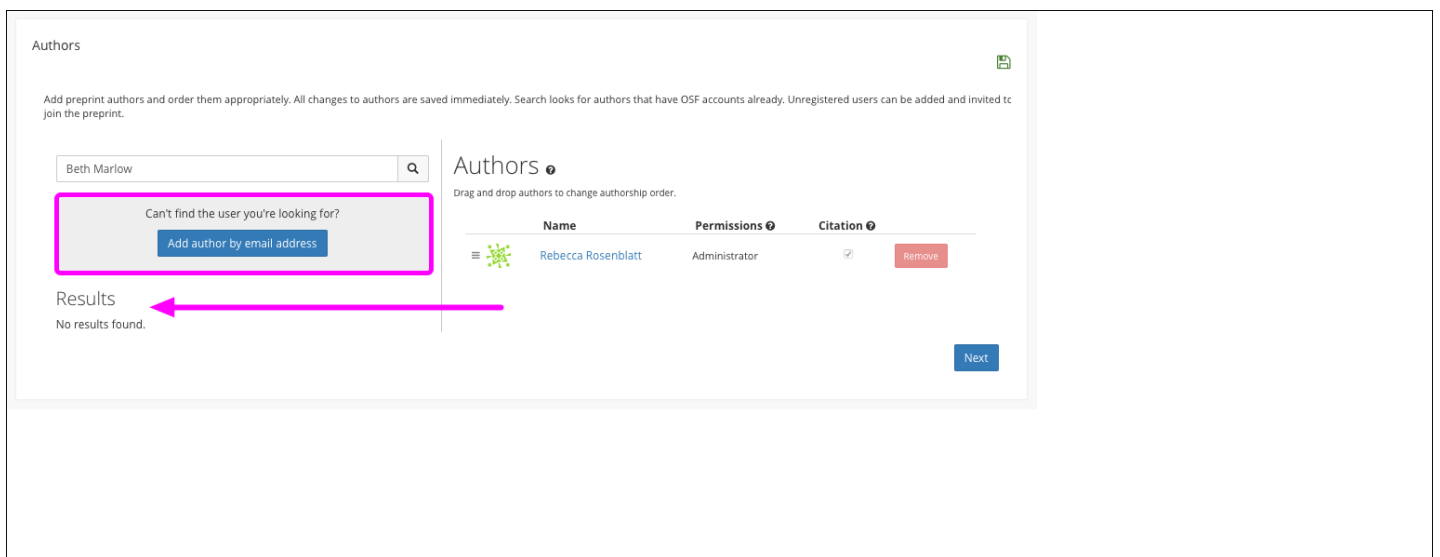 Authors
Add preprint authors and order them appropriately. All changes to authors are saved immediately. Search looks for authors that have OSF accounts already. Unregistered users can be added and invited to
join the preprint.
Beth Marlow
Can't find the user you're looking for?
Add author by email address
Results
No results found.
Authors
Drag and drop authors to change authorship order.
Name Permissions Citation
Rebecca Rosenblatt Administrator Remove
Next